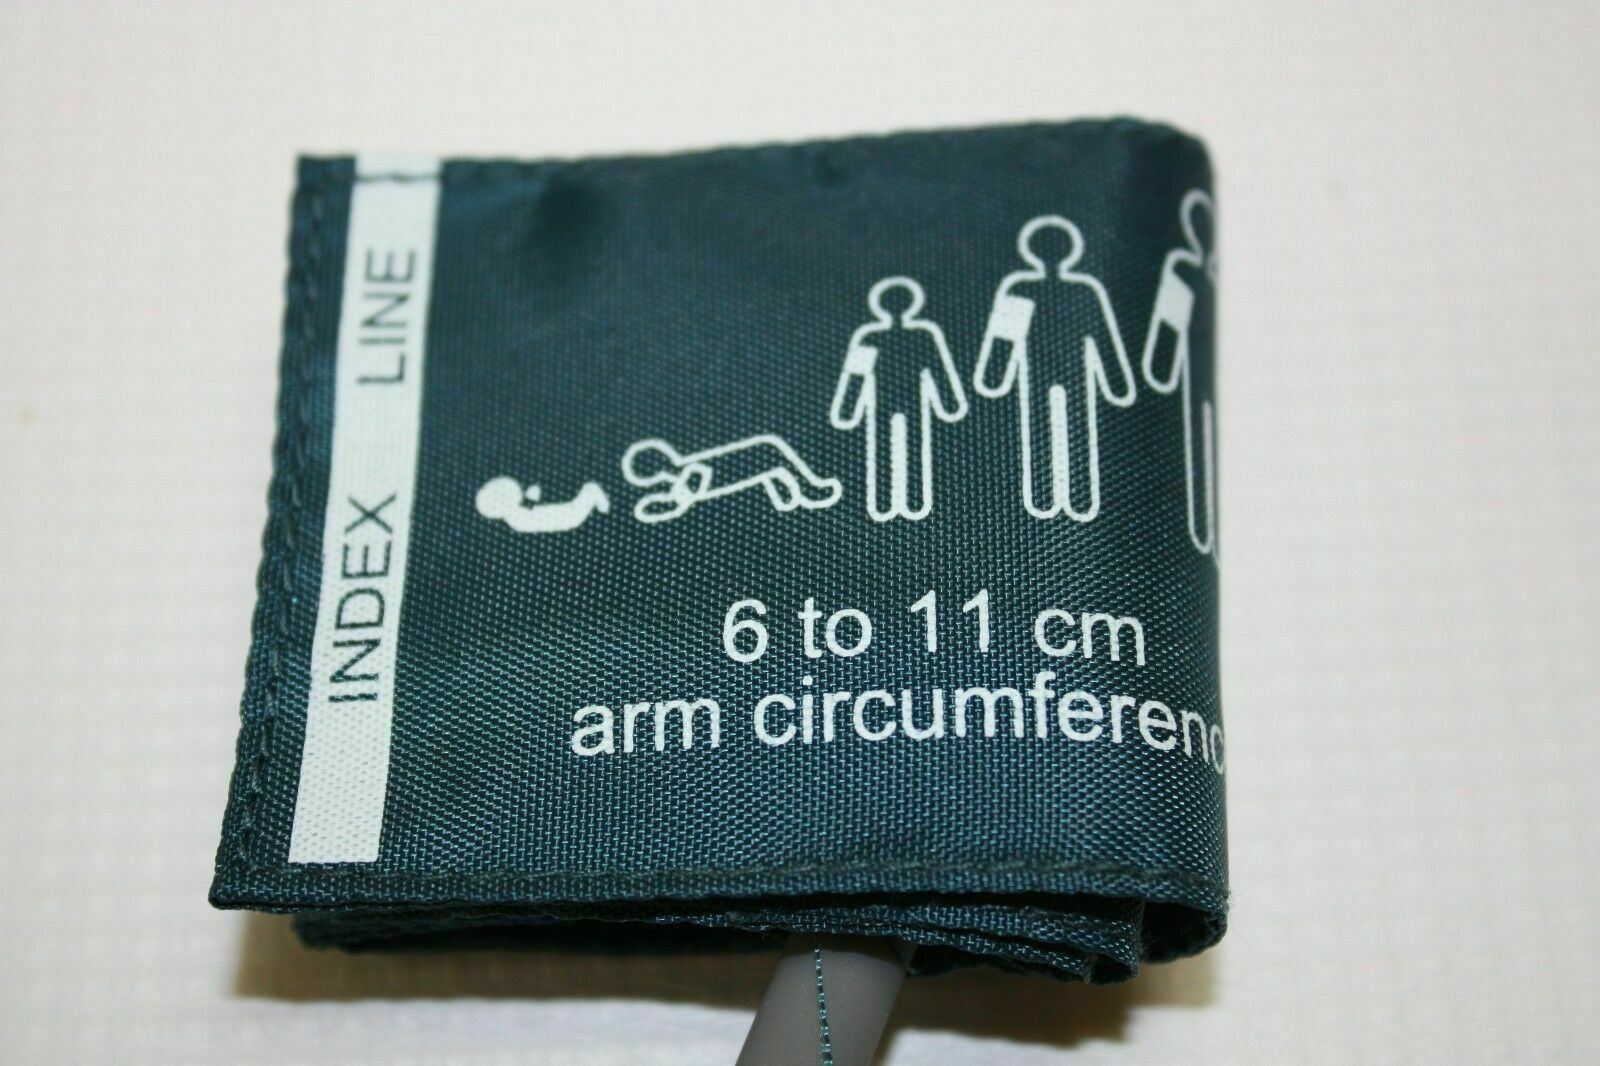 INDEX LINE
6 to 11 cm
arm circumferenc